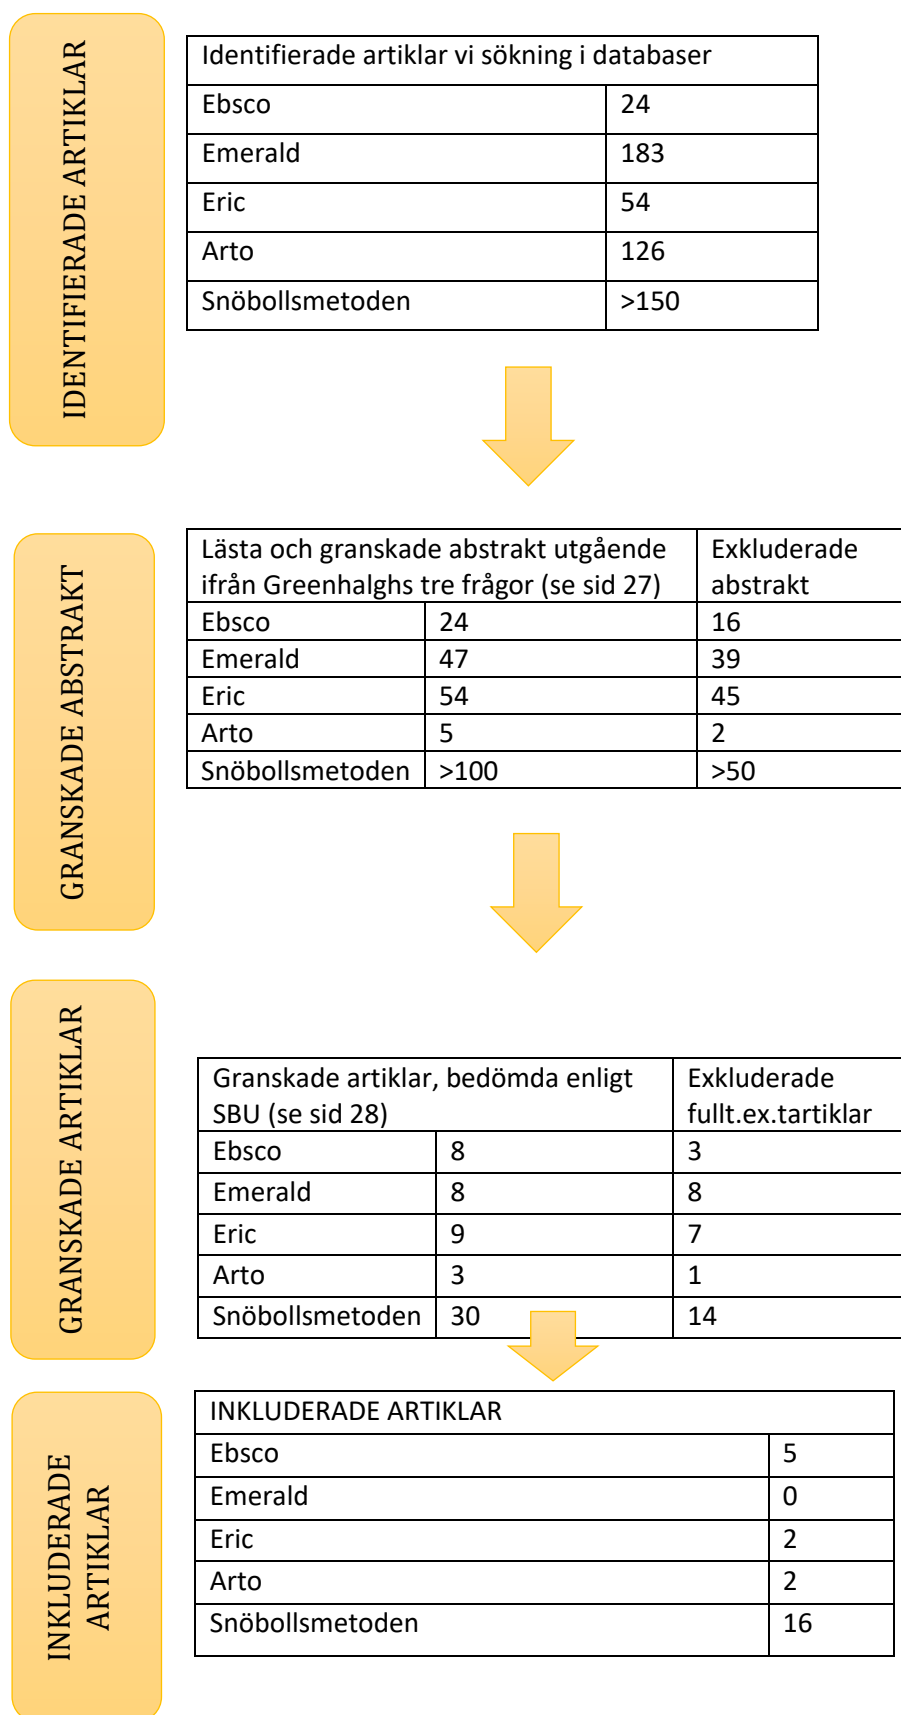 IDENTIFIERADE ARTIKLAR
Identifierade artiklar vi sökning i databaser
Ebsco 24
Emerald 183
Eric 54
Arto 126
Snöbollsmetoden >150
GRANSKADE ABSTRAKT
Lästa och granskade abstrakt utgående
ifrån Greenhalghs tre frågor (se sid 27)
Exkluderade
abstrakt
Ebsco 24 16
Emerald 47 39
Eric 54 45
Arto 5 2
Snöbollsmetoden >100 >50
GRANSKADE ARTIKLAR
Granskade artiklar, bedömda enligt
SBU (se sid 28)
Exkluderade
fullt.ex.tartiklar
Ebsco 8 3
Emerald 8 8
Eric 9 7
Arto 3 1
Snöbollsmetoden 30 14
INKLUDERADE
ARTIKLAR
INKLUDERADE ARTIKLAR
Ebsco 5
Emerald 0
Eric 2
Arto 2
Snöbollsmetoden 16